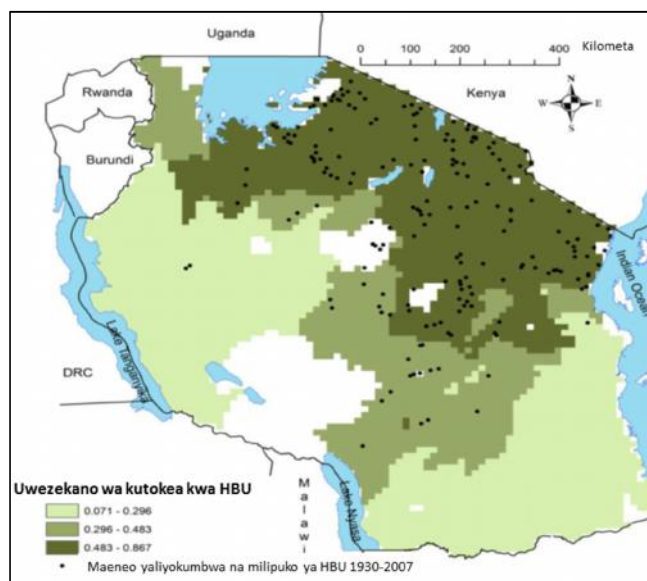 Uganda
0 100 200 400 Kilometa
Rwanda
Kenya
N
W E
S
Burundi
Indian Ocean
Lake Tanganyika
DRC
Malawi
Lake Nyasa
Uwezekano wa kutokea kwa HBU
0.071 - 0.296
0.296 - 0.483
0.483 - 0.867
Maeneo yaliyokumbwa na milipuko ya HBU 1930-2007